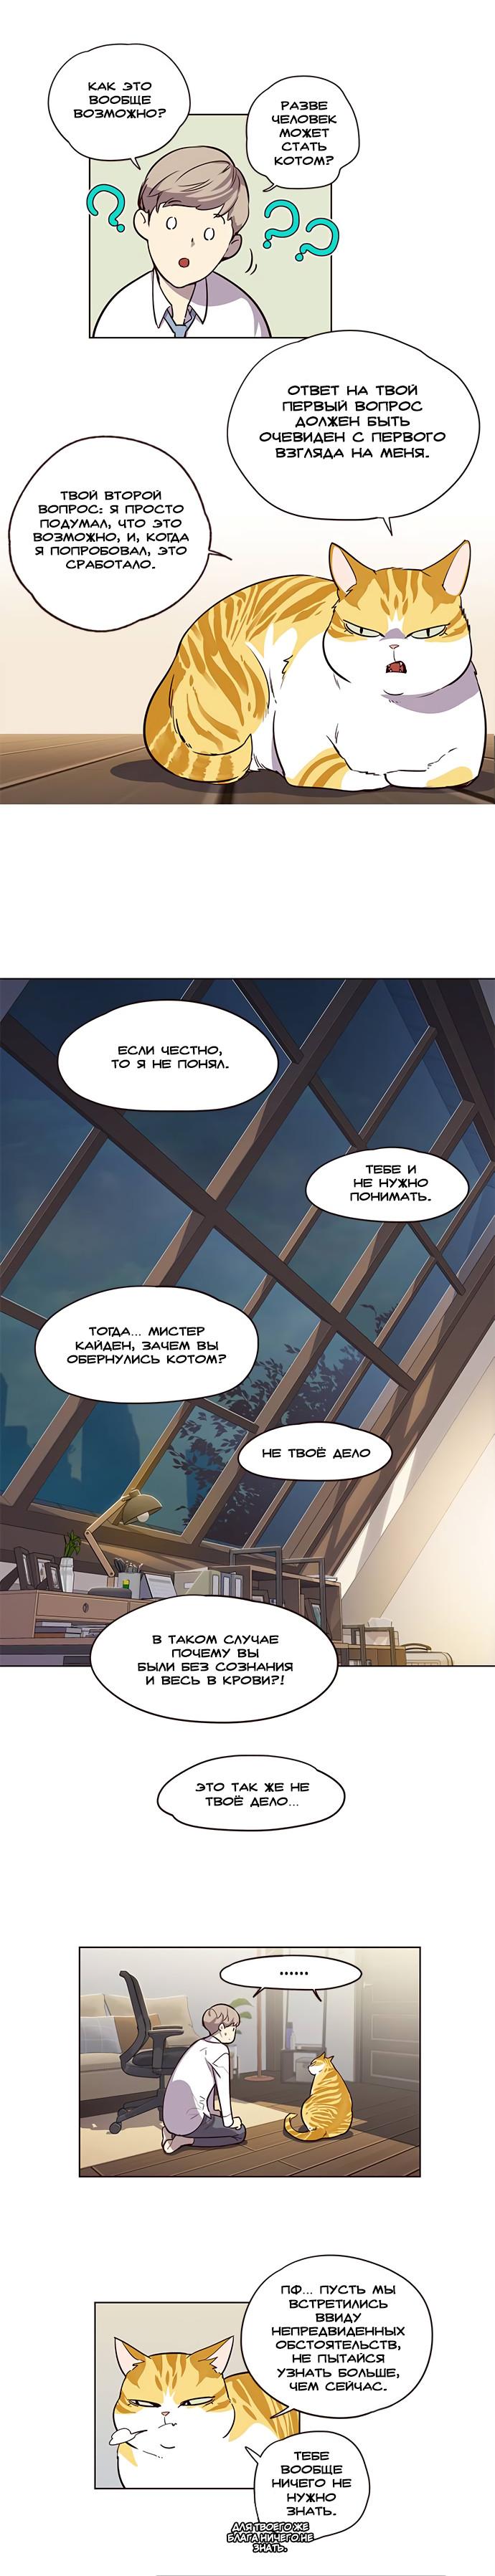 КАК ЭТО
ВООБЩЕ
ВОЗМОЖНО?
РАЗВЕ
ЧЕЛОВЕК
МОЖЕТ
СТАТЬ
КОТОМ?
?
?
?
?
ОТВЕТ НА ТВОЙ
ПЕРВЫЙ ВОПРОС
ДОЛЖЕН БЫТЬ
ОЧЕВИДЕН С ПЕРВОГО
ВЗГЛЯДА НА МЕНЯ.
ТВОЙ ВТОРОЙ
ВОПРОС: Я ПРОСТО
ПОДУМАЛ, ЧТО ЭТО
ВОЗМОЖНО, И, КОГДА
Я ПОПРОБОВАЛ, ЭТО
СРАБОТАЛО.
ЕСЛИ ЧЕСТНО,
ТО Я НЕ ПОНЯЛ.
ТЕБЕ И
НЕ НУЖНО
ПОНИМАТЬ.
ТОГДА... МИСТЕР
КАЙДЕН, ЗАЧЕМ ВЫ
ОБЕРНУЛИСЬ КОТОМ?
НЕ ТВОЁ ДЕЛО
В ТАКОМ СЛУЧАЕ
ПОЧЕМУ ВЫ
БЫЛИ БЕЗ СОЗНАНИЯ
И ВЕСЬ В КРОВИ?!
ЭТО ТАК ЖЕ НЕ
ТВОЁ ДЕЛО...
......
ПФ... ПУСТЬ МЫ
ВСТРЕТИЛИСЬ
ВВИДУ
НЕПРЕДВИДЕННЫХ
ОБСТОЯТЕЛЬСТВ,
НЕ ПЫТАЙСЯ
УЗНАТЬ БОЛЬШЕ,
ЧЕМ СЕЙЧАС.
ТЕБЕ
ВООБЩЕ
НИЧЕГО НЕ
НУЖНО
ЗНАТЬ.
ДЛЯ ТВОЕГО ЖЕ
БЛАГА НИЧЕГО НЕ
ЗНАТЬ.